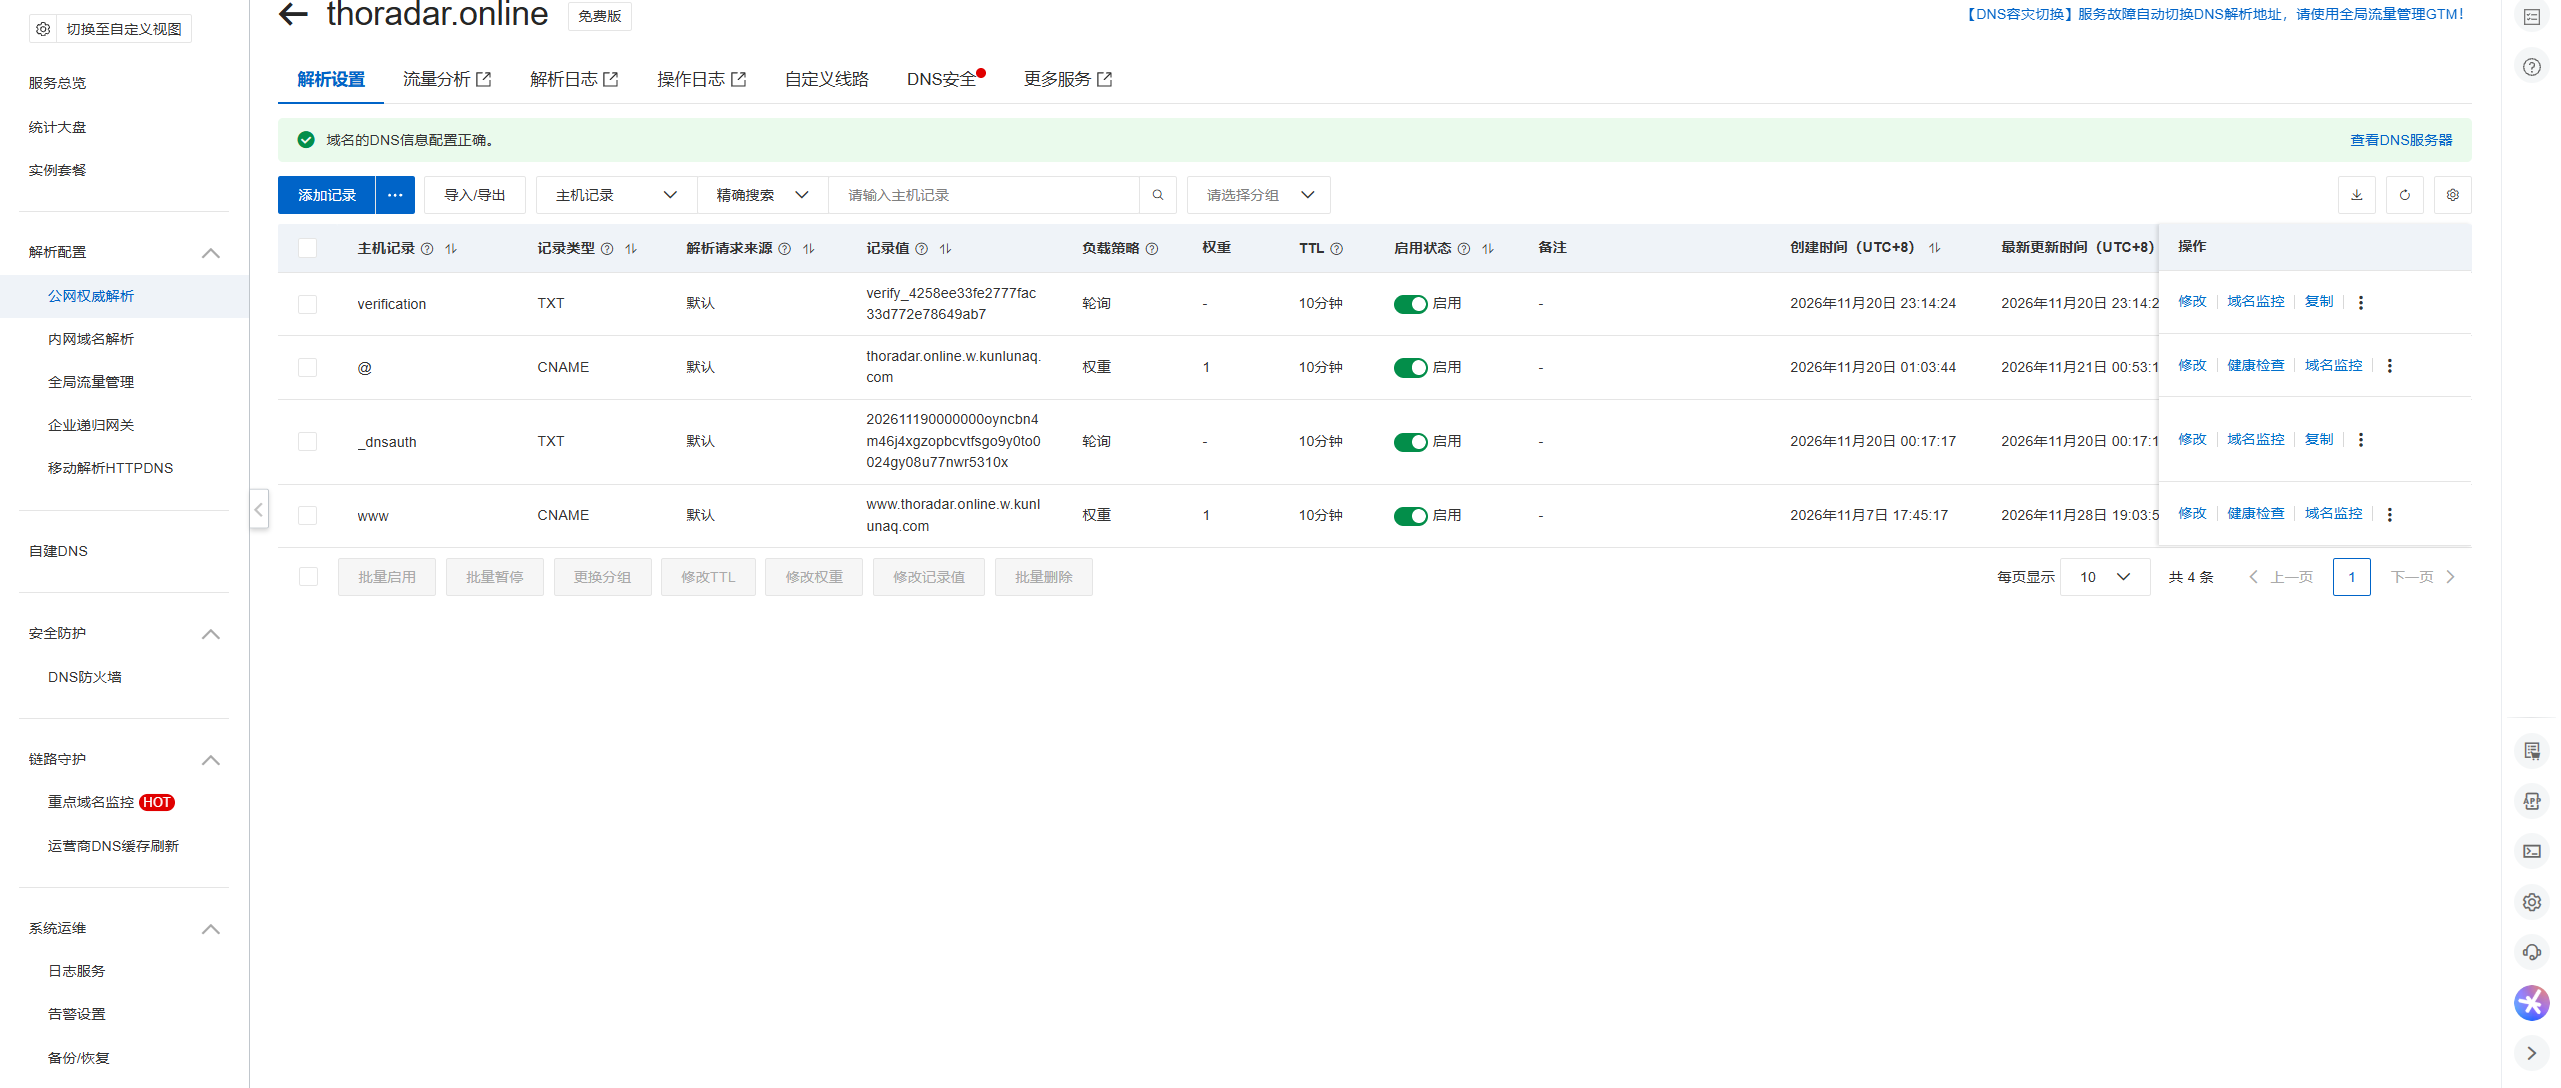 切换至自定义视图
服务总览
统计大盘
实例套餐
解析配置
公网权威解析
内网域名解析
全局流量管理
企业递归网关
移动解析HTTPDNS
自建DNS
安全防护
DNS防火墙
链路守护
重点域名监控 HOT
运营商DNS缓存刷新
系统运维
日志服务
告警设置
备份/恢复
thoradar.online 免费版 【DNS容灾切换】服务故障自动切换DNS解析地址，请使用全局流量管理GTM！
解析设置 流量分析 解析日志 操作日志 自定义线路 DNS安全 更多服务
域名的DNS信息配置正确。 查看DNS服务器
添加记录 ··· 导入/导出 主机记录 精确搜索 请输入主机记录 请选择分组
主机记录 记录类型 解析请求来源 记录值 负载策略 权重 TTL 启用状态 备注 创建时间（UTC+8） 最新更新时间（UTC+8） 操作
verification TXT 默认 verify_4258ee33fe2777fac 轮询 - 10分钟 启用 - 2026年11月20日 23:14:24 2026年11月20日 23:14:2 修改 域名监控 复制
33d772e78649ab7
@ CNAME 默认 thoradar.online.w.kunlunaq. 权重 1 10分钟 启用 - 2026年11月20日 01:03:44 2026年11月21日 00:53:1 修改 健康检查 域名监控
com
_dnsauth TXT 默认 202611190000000oyncbn4 轮询 - 10分钟 启用 - 2026年11月20日 00:17:17 2026年11月20日 00:17:1 修改 域名监控 复制
m46j4xgzopbcvtfsgo9y0to0
024gy08u77nwr5310x
www CNAME 默认 www.thoradar.online.w.kunl 权重 1 10分钟 启用 - 2026年11月7日 17:45:17 2026年11月28日 19:03:5 修改 健康检查 域名监控
unaq.com
批量启用 批量暂停 更换分组 修改TTL 修改权重 修改记录值 批量删除 每页显示 10 共 4 条 上一页 1 下一页
APP